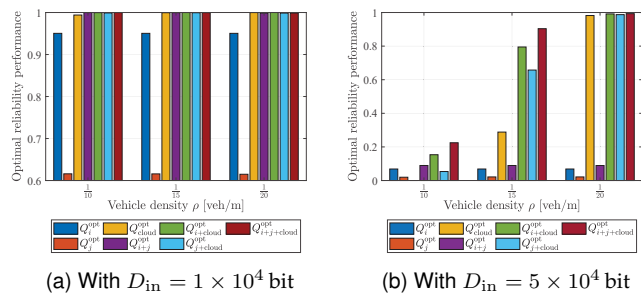 Optimal reliability performance
1
0.9
0.8
0.7
0.6
1/10
1/15
1/20
Vehicle density ρ [veh/m]
Q_i^opt Q_cloud^opt Q_{i+cloud}^opt Q_{i+j+cloud}^opt
Q_j^opt Q_{i+j}^opt Q_{j+cloud}^opt
(a) With D_in = 1 × 10^4 bit
Optimal reliability performance
1
0.8
0.6
0.4
0.2
0
1/10
1/15
1/20
Vehicle density ρ [veh/m]
Q_i^opt Q_cloud^opt Q_{i+cloud}^opt Q_{i+j+cloud}^opt
Q_j^opt Q_{i+j}^opt Q_{j+cloud}^opt
(b) With D_in = 5 × 10^4 bit